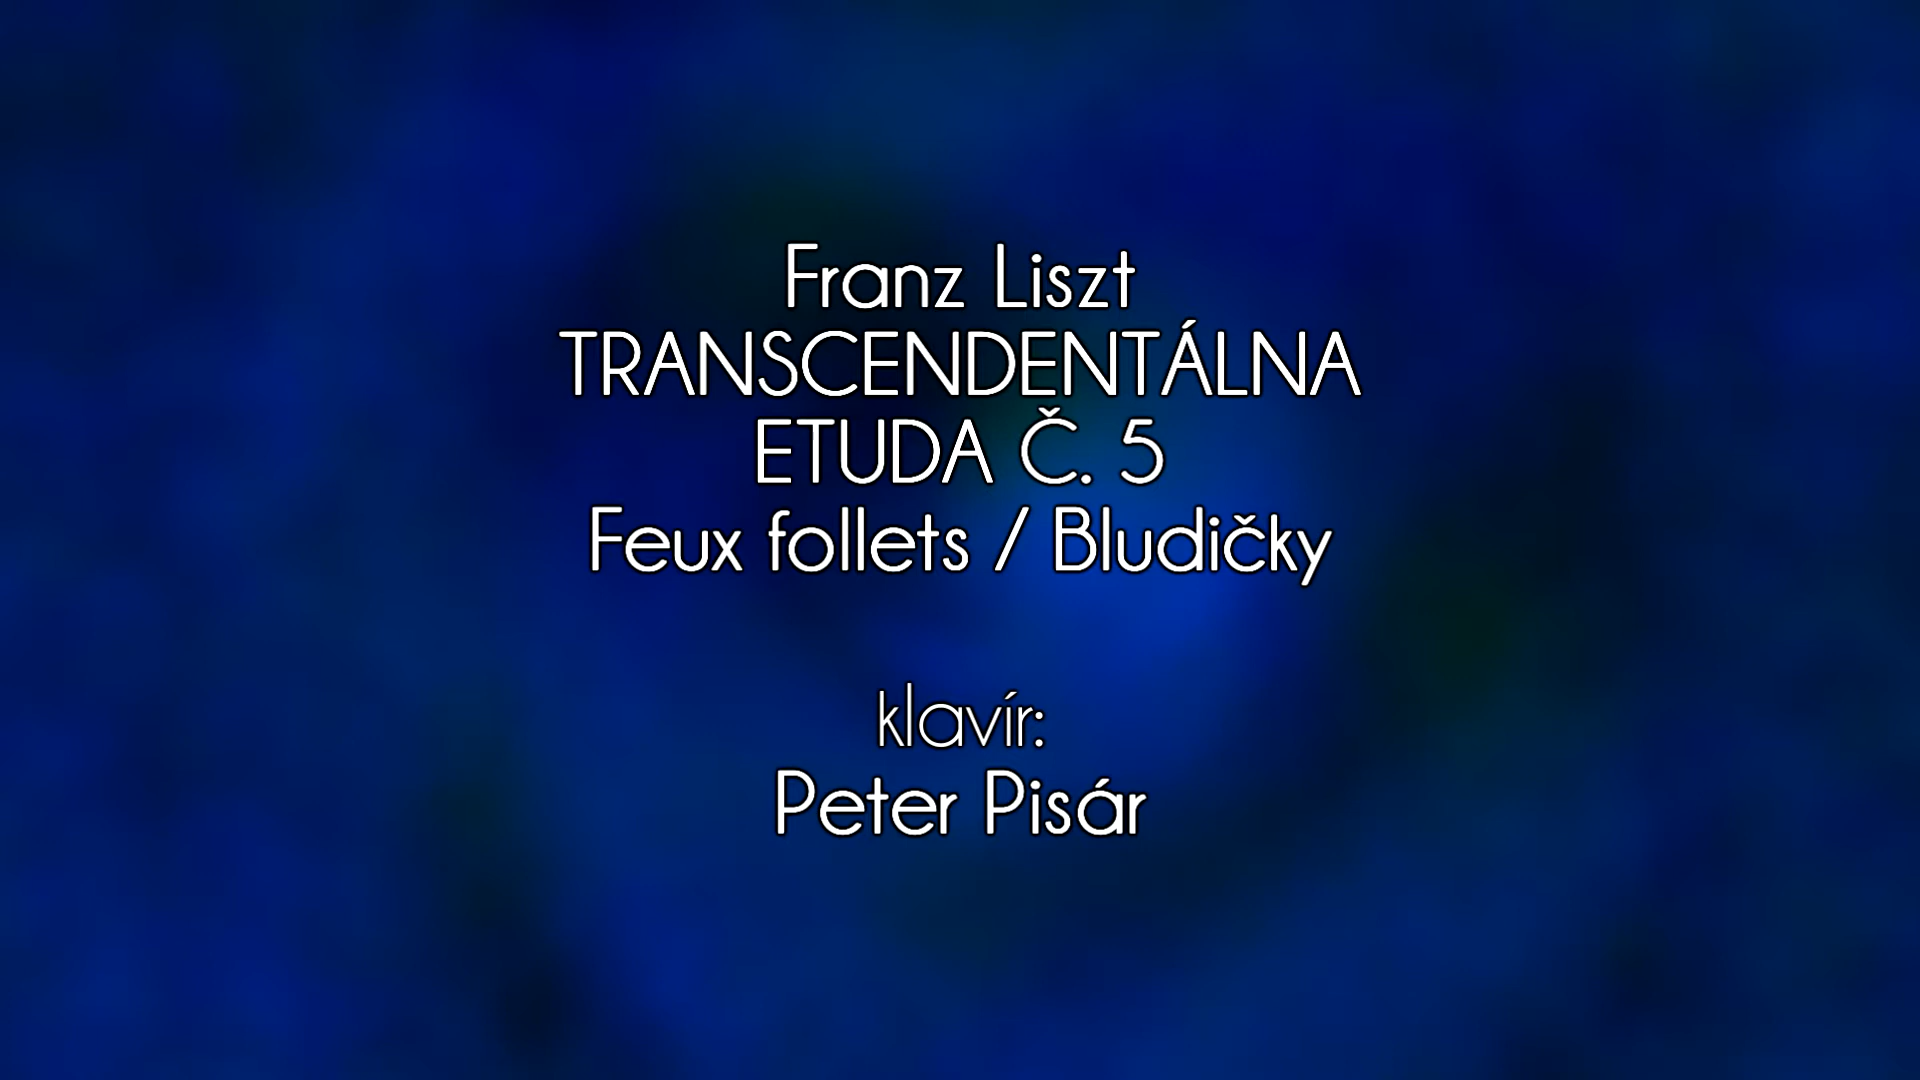 Franz Liszt
TRANSCENDENTÁLNA
ETUDA Č. 5
Feux follets / Bludičky
klavír:
Peter Pisár